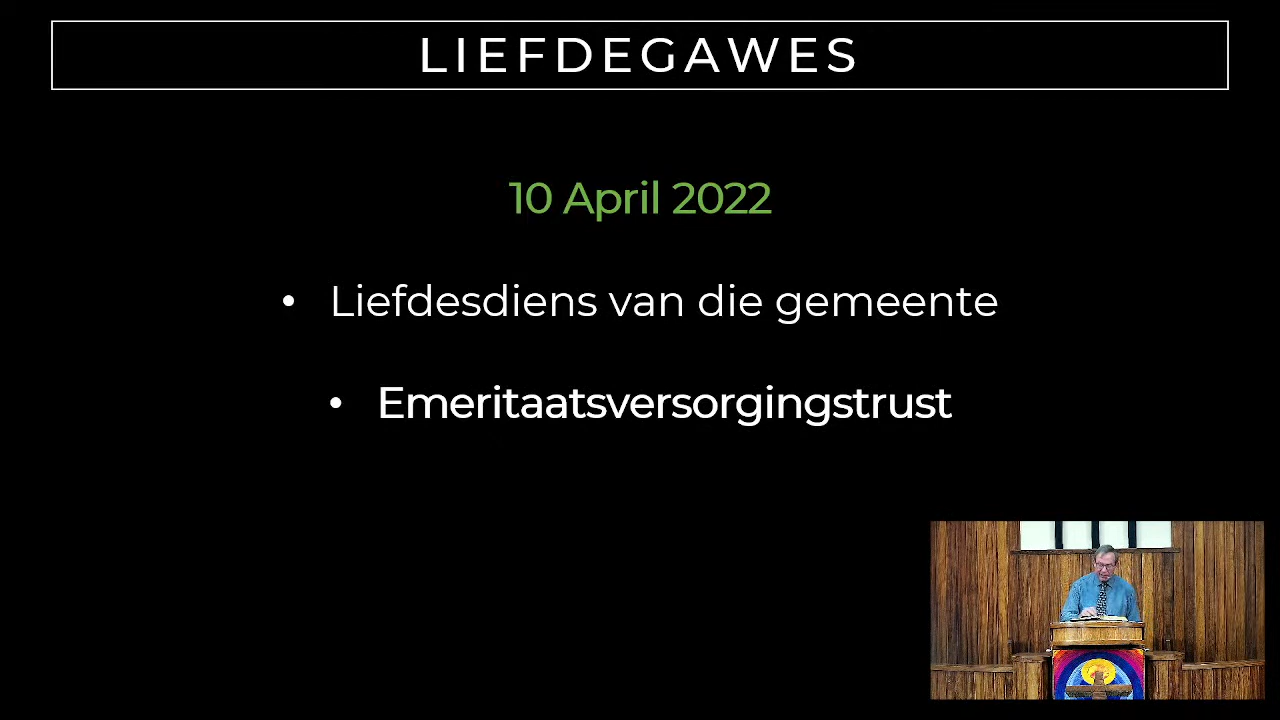 LIEFDEGAWES
10 April 2022
• Liefdesdiens van die gemeente
• Emeritaatsversorgingstrust